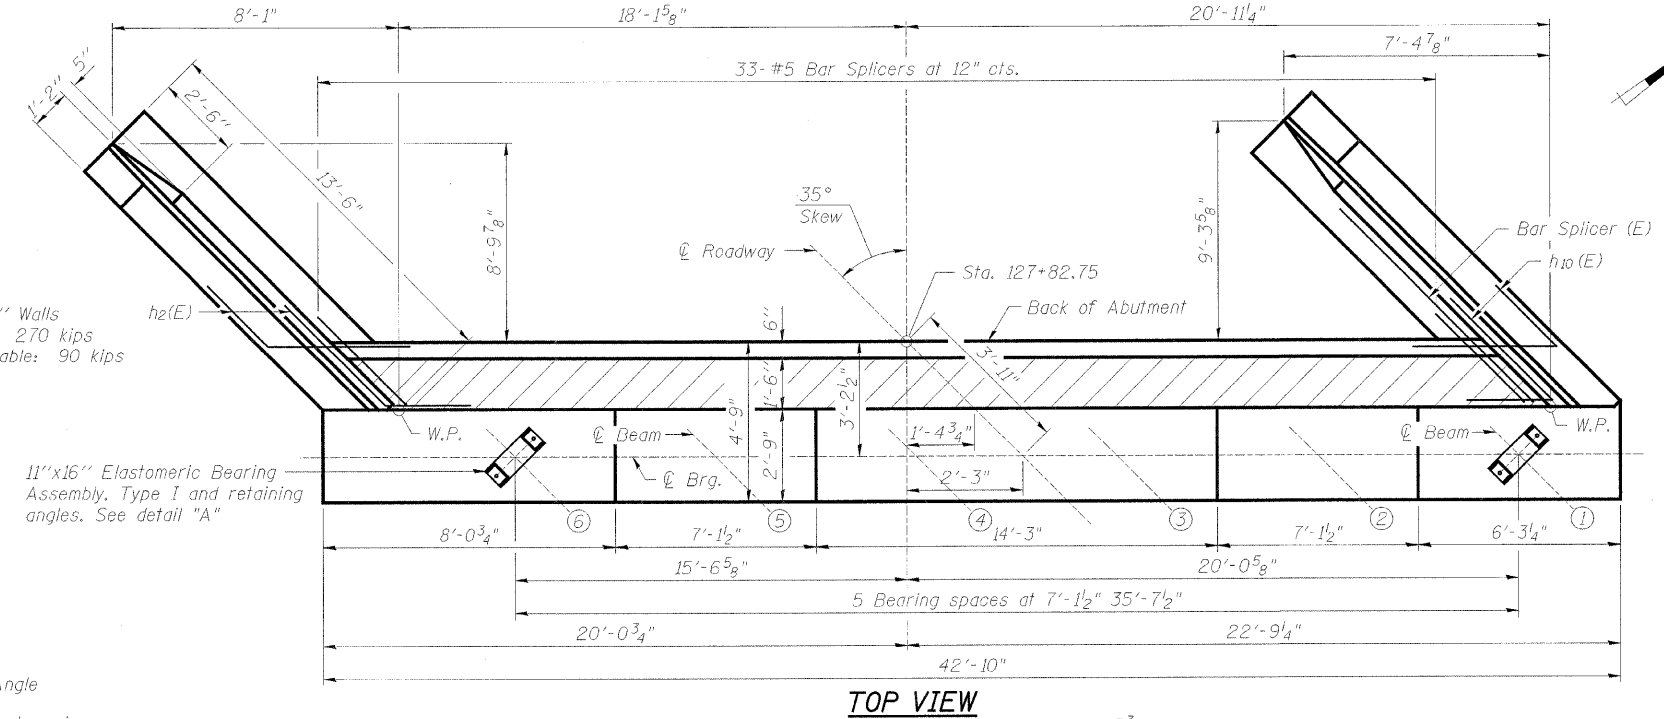 8'-1"
18'-1 5/8"
20'-11 1/4"
7'-4 7/8"
33-#5 Bar Splicers at 12" cts.
1'-2"
5"
2'-6"
13'-6"
8'-9 7/8"
35°
Skew
℄ Roadway
Sta. 127+82.75
Back of Abutment
9'-3 5/8"
Bar Splicer (E)
h10(E)
" Walls
270 kips
able: 90 kips
h2(E)
6"
3'-11"
1'-6"
4'-9"
3'-2 1/2"
2'-9"
1'-4 3/4"
2'-3"
W.P.
W.P.
℄ Beam
℄ Beam
℄ Brg.
11"x16" Elastomeric Bearing
Assembly. Type I and retaining
angles. See detail "A"
6
5
4
3
2
1
8'-0 3/4"
7'-1 1/2"
14'-3"
7'-1 1/2"
6'-3 1/4"
15'-6 5/8"
20'-0 5/8"
5 Bearing spaces at 7'-1 1/2" 35'-7 1/2"
20'-0 3/4"
22'-9 1/4"
42'-10"
ngle
TOP VIEW